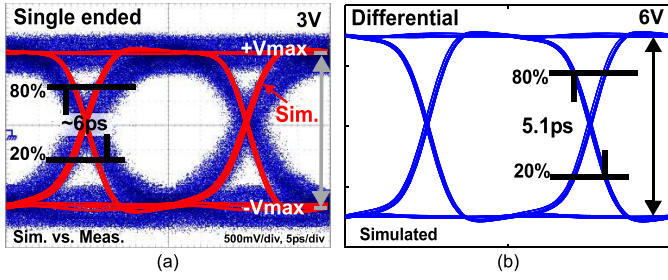 Single ended
3V
+Vmax
80%
Sim.
~6ps
20%
-Vmax
Sim. vs. Meas.
500mV/div, 5ps/div
(a)
Differential
6V
80%
5.1ps
20%
Simulated
(b)